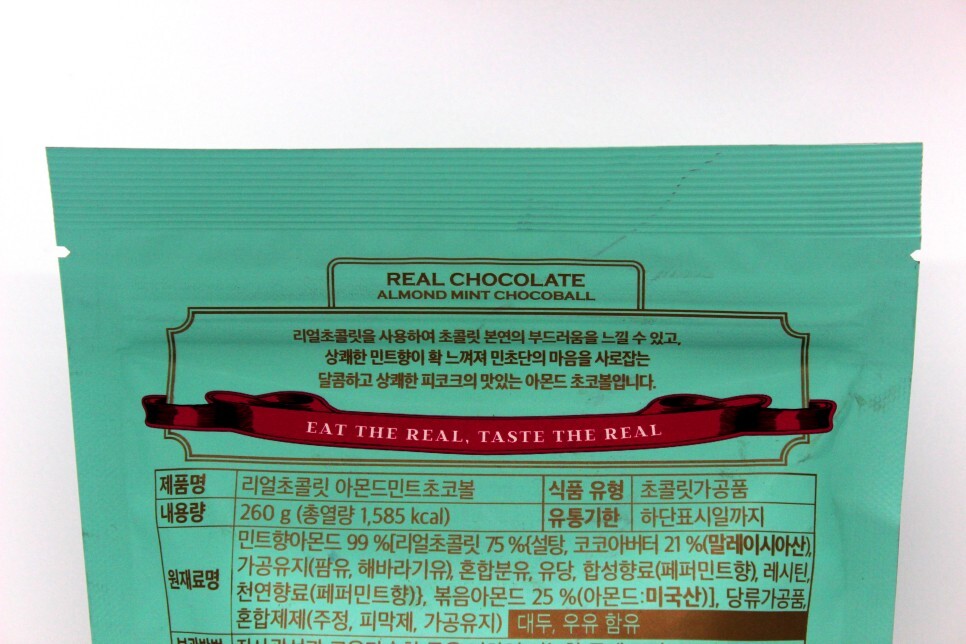 REAL CHOCOLATE
ALMOND MINT CHOCOBALL
리얼초콜릿을 사용하여 초콜릿 본연의 부드러움을 느낄 수 있고,
상쾌한 민트향이 확 느껴져 민초단의 마음을 사로잡는
달콤하고 상쾌한 피코크의 맛있는 아몬드 초코볼입니다.
EAT THE REAL, TASTE THE REAL
제품명 리얼초콜릿 아몬드민트초코볼 식품 유형 초콜릿가공품
내용량 260 g (총열량 1,585 kcal) 유통기한 하단표시일까지
원재료명
민트향아몬드 99 %[리얼초콜릿 75 %{설탕, 코코아버터 21 %(말레이시아산),
가공유지(팜유, 해바라기유), 혼합분유, 유당, 합성향료(페퍼민트향), 레시틴,
천연향료(페퍼민트향)}, 볶음아몬드 25 %(아몬드:미국산)], 당류가공품,
혼합제제(주정, 피막제, 가공유지) 대두, 우유 함유